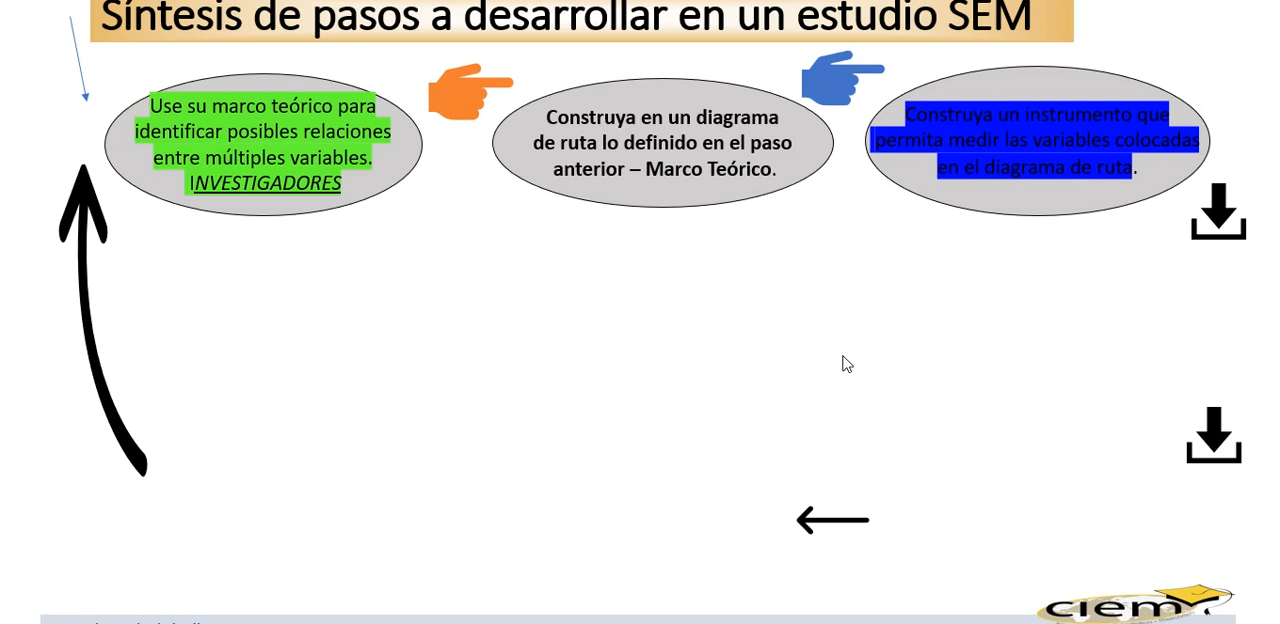 Síntesis de pasos a desarrollar en un estudio SEM
Use su marco teórico para
identificar posibles relaciones
entre múltiples variables.
INVESTIGADORES
Construya en un diagrama
de ruta lo definido en el paso
anterior – Marco Teórico.
Construya un instrumento que
permita medir las variables colocadas
en el diagrama de ruta.
ciem